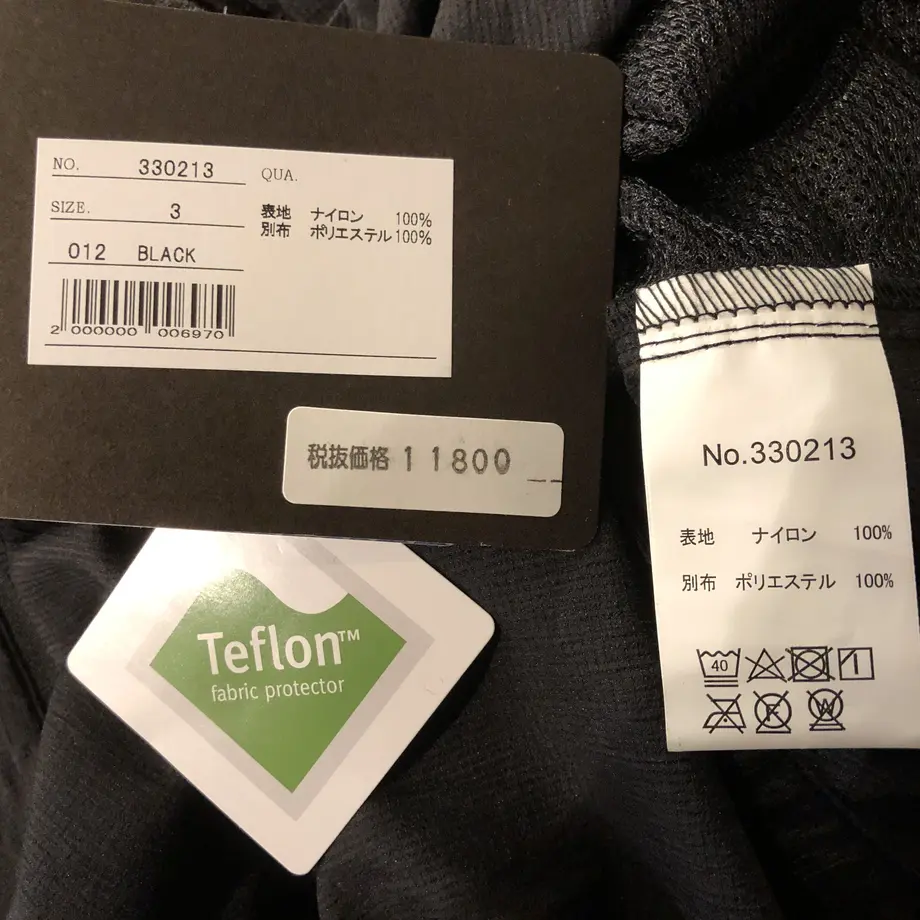 NO. 330213
SIZE. 3
012 BLACK
2 000000 006970
QUA.
表地 ナイロン 100%
別布 ポリエステル 100%
税抜価格 11800
Teflon™
fabric protector
No.330213
表地 ナイロン 100%
別布 ポリエステル 100%
40
F
W